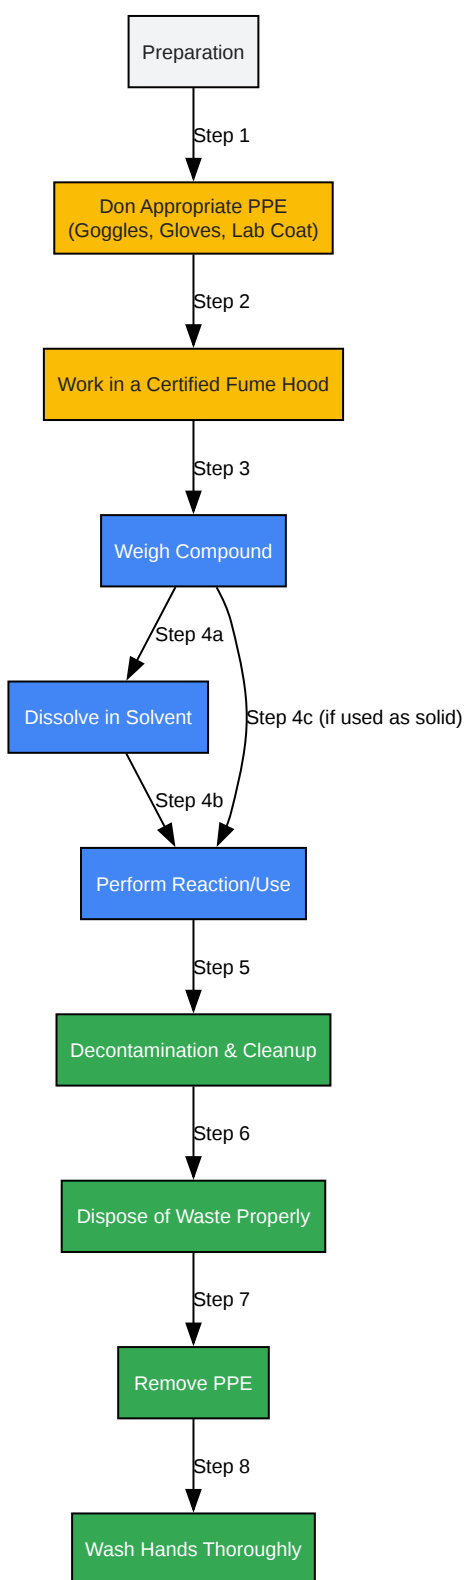 Preparation
Step 1
Don Appropriate PPE
(Goggles, Gloves, Lab Coat)
Step 2
Work in a Certified Fume Hood
Step 3
Weigh Compound
Step 4a
Dissolve in Solvent
Step 4c (if used as solid)
Step 4b
Perform Reaction/Use
Step 5
Decontamination & Cleanup
Step 6
Dispose of Waste Properly
Step 7
Remove PPE
Step 8
Wash Hands Thoroughly